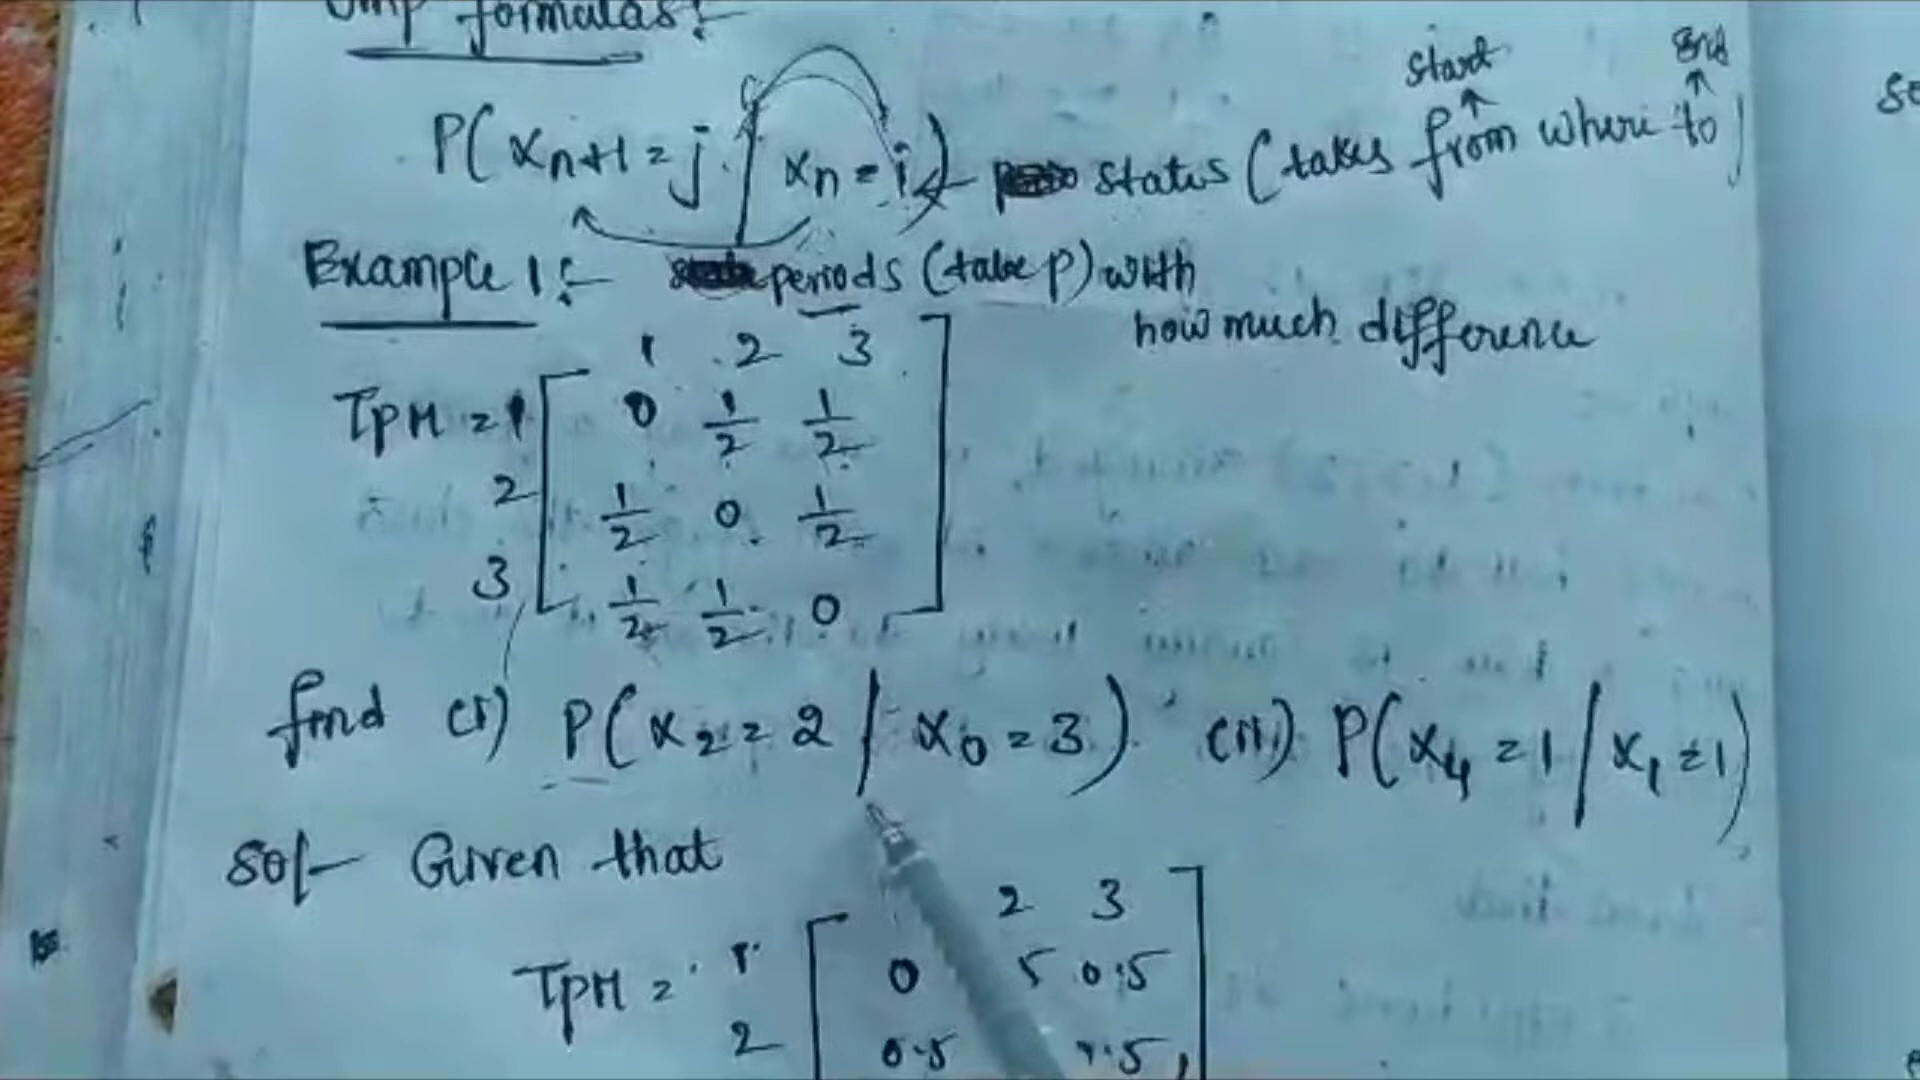 Imp formulas:-
Start End
P(xn+1 = j / xn = i) status (takes from where to)
Example 1:- periods (take p) with
how much difference
1 2 3
TPM = 1 0 1/2 1/2
2 1/2 0 1/2
3 1/2 1/2 0
find (i) P(x2 = 2 / x0 = 3) (ii) P(x4 = 1 / x1 = 1)
Sol- Given that
2 3
TPM = 1 0 5 0.5
2 0.5 .5